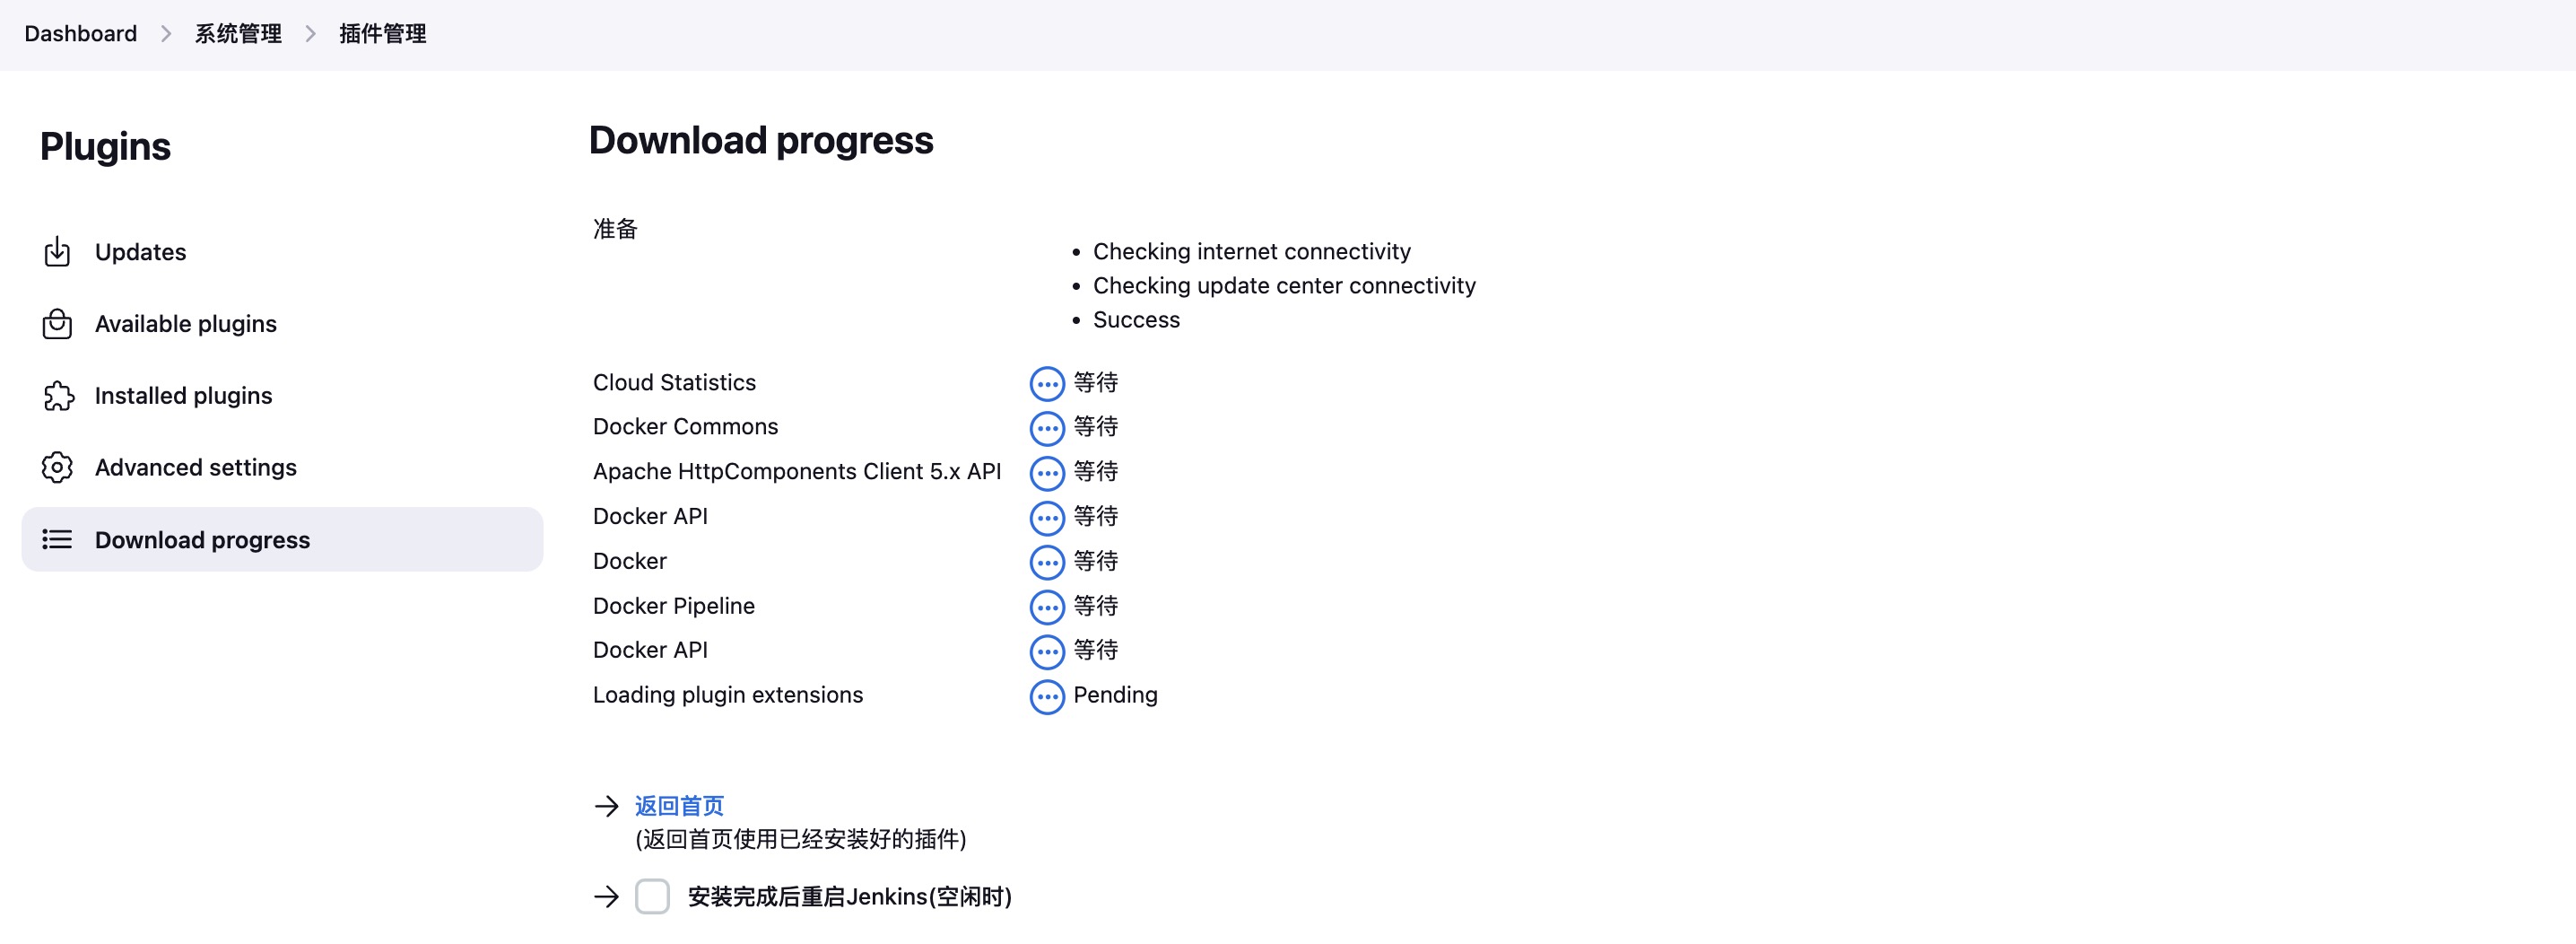 Dashboard 系统管理 插件管理
Plugins
Updates
Available plugins
Installed plugins
Advanced settings
Download progress
Download progress
准备
Checking internet connectivity
Checking update center connectivity
Success
Cloud Statistics 等待
Docker Commons 等待
Apache HttpComponents Client 5.x API 等待
Docker API 等待
Docker 等待
Docker Pipeline 等待
Docker API 等待
Loading plugin extensions Pending
返回首页
(返回首页使用已经安装好的插件)
安装完成后重启Jenkins(空闲时)